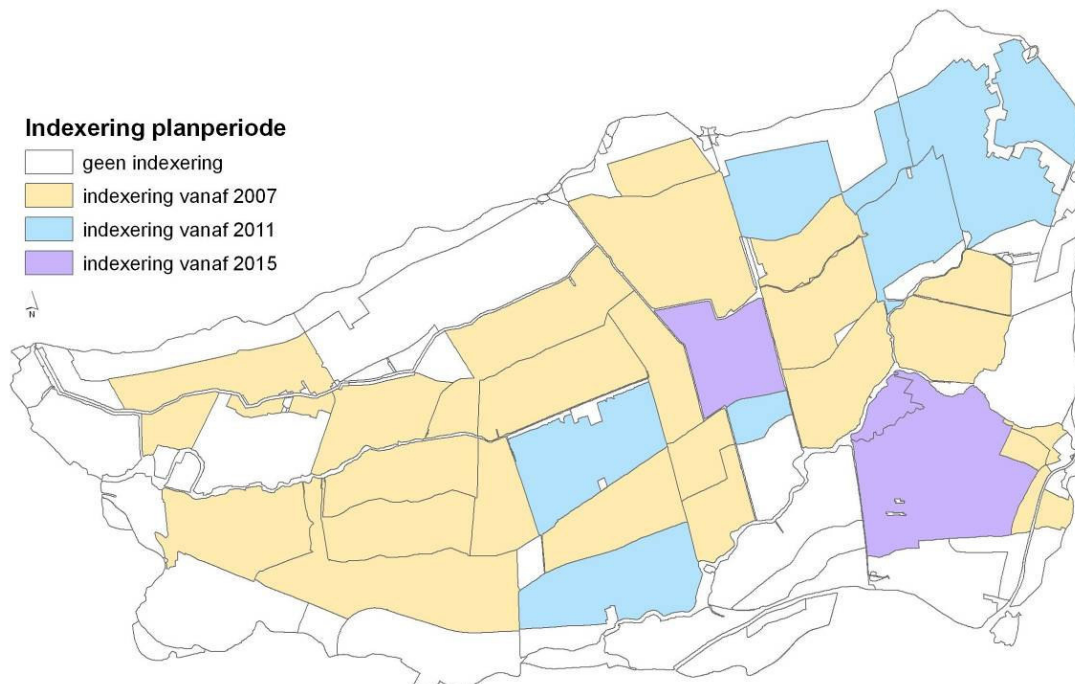 Indexering planperiode
geen indexering
indexering vanaf 2007
indexering vanaf 2011
indexering vanaf 2015
N